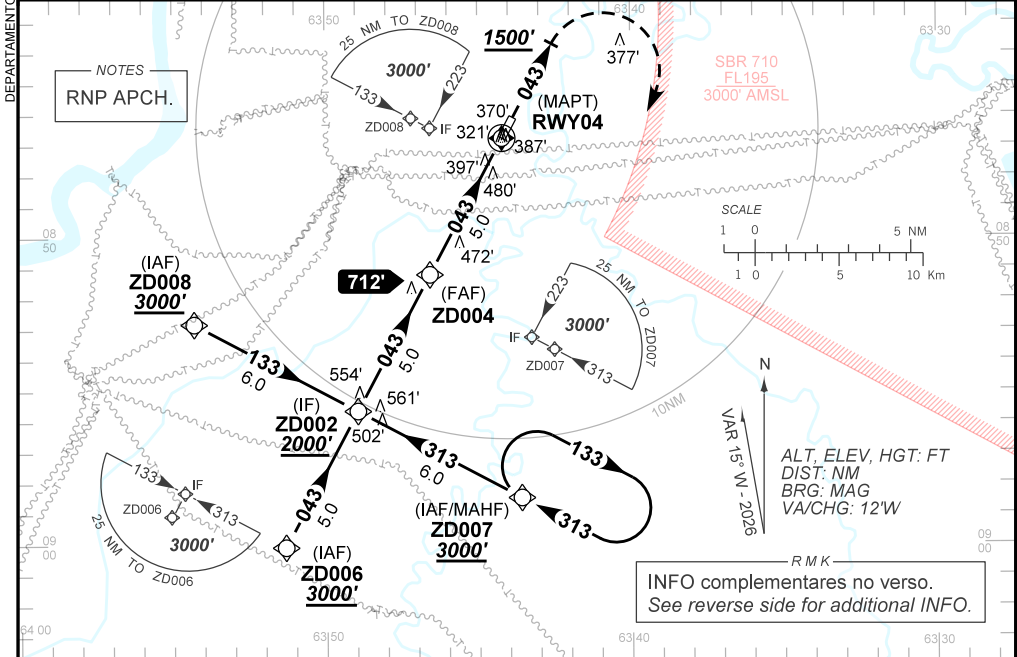 DEPARTAMENTO
63 50
63 40
63 30
NOTES
RNP APCH.
25 NM TO ZD008
3000'
133
223
ZD008
IF
1500'
043
377'
SBR 710
FL195
3000' AMSL
370'
(MAPT)
RWY04
321'
387'
397'
480'
043
5.0
472'
08
50
08
50
SCALE
1 0 5 NM
1 0 5 10 Km
(IAF)
ZD008
3000'
712'
(FAF)
ZD004
25 NM TO ZD007
223
3000'
IF
ZD007
313
133
6.0
043
5.0
554'
561'
(IF)
ZD002
2000'
502'
10NM
N
VAR 15° W - 2026
ALT, ELEV, HGT: FT
DIST: NM
BRG: MAG
VA/CHG: 12'W
313
6.0
133
313
(IAF/MAHF)
ZD007
3000'
133
IF
ZD006
313
3000'
25 NM TO ZD006
043
5.0
(IAF)
ZD006
3000'
09
00
09
00
RMK
INFO complementares no verso.
See reverse side for additional INFO.
64 00
63 50
63 40
63 30